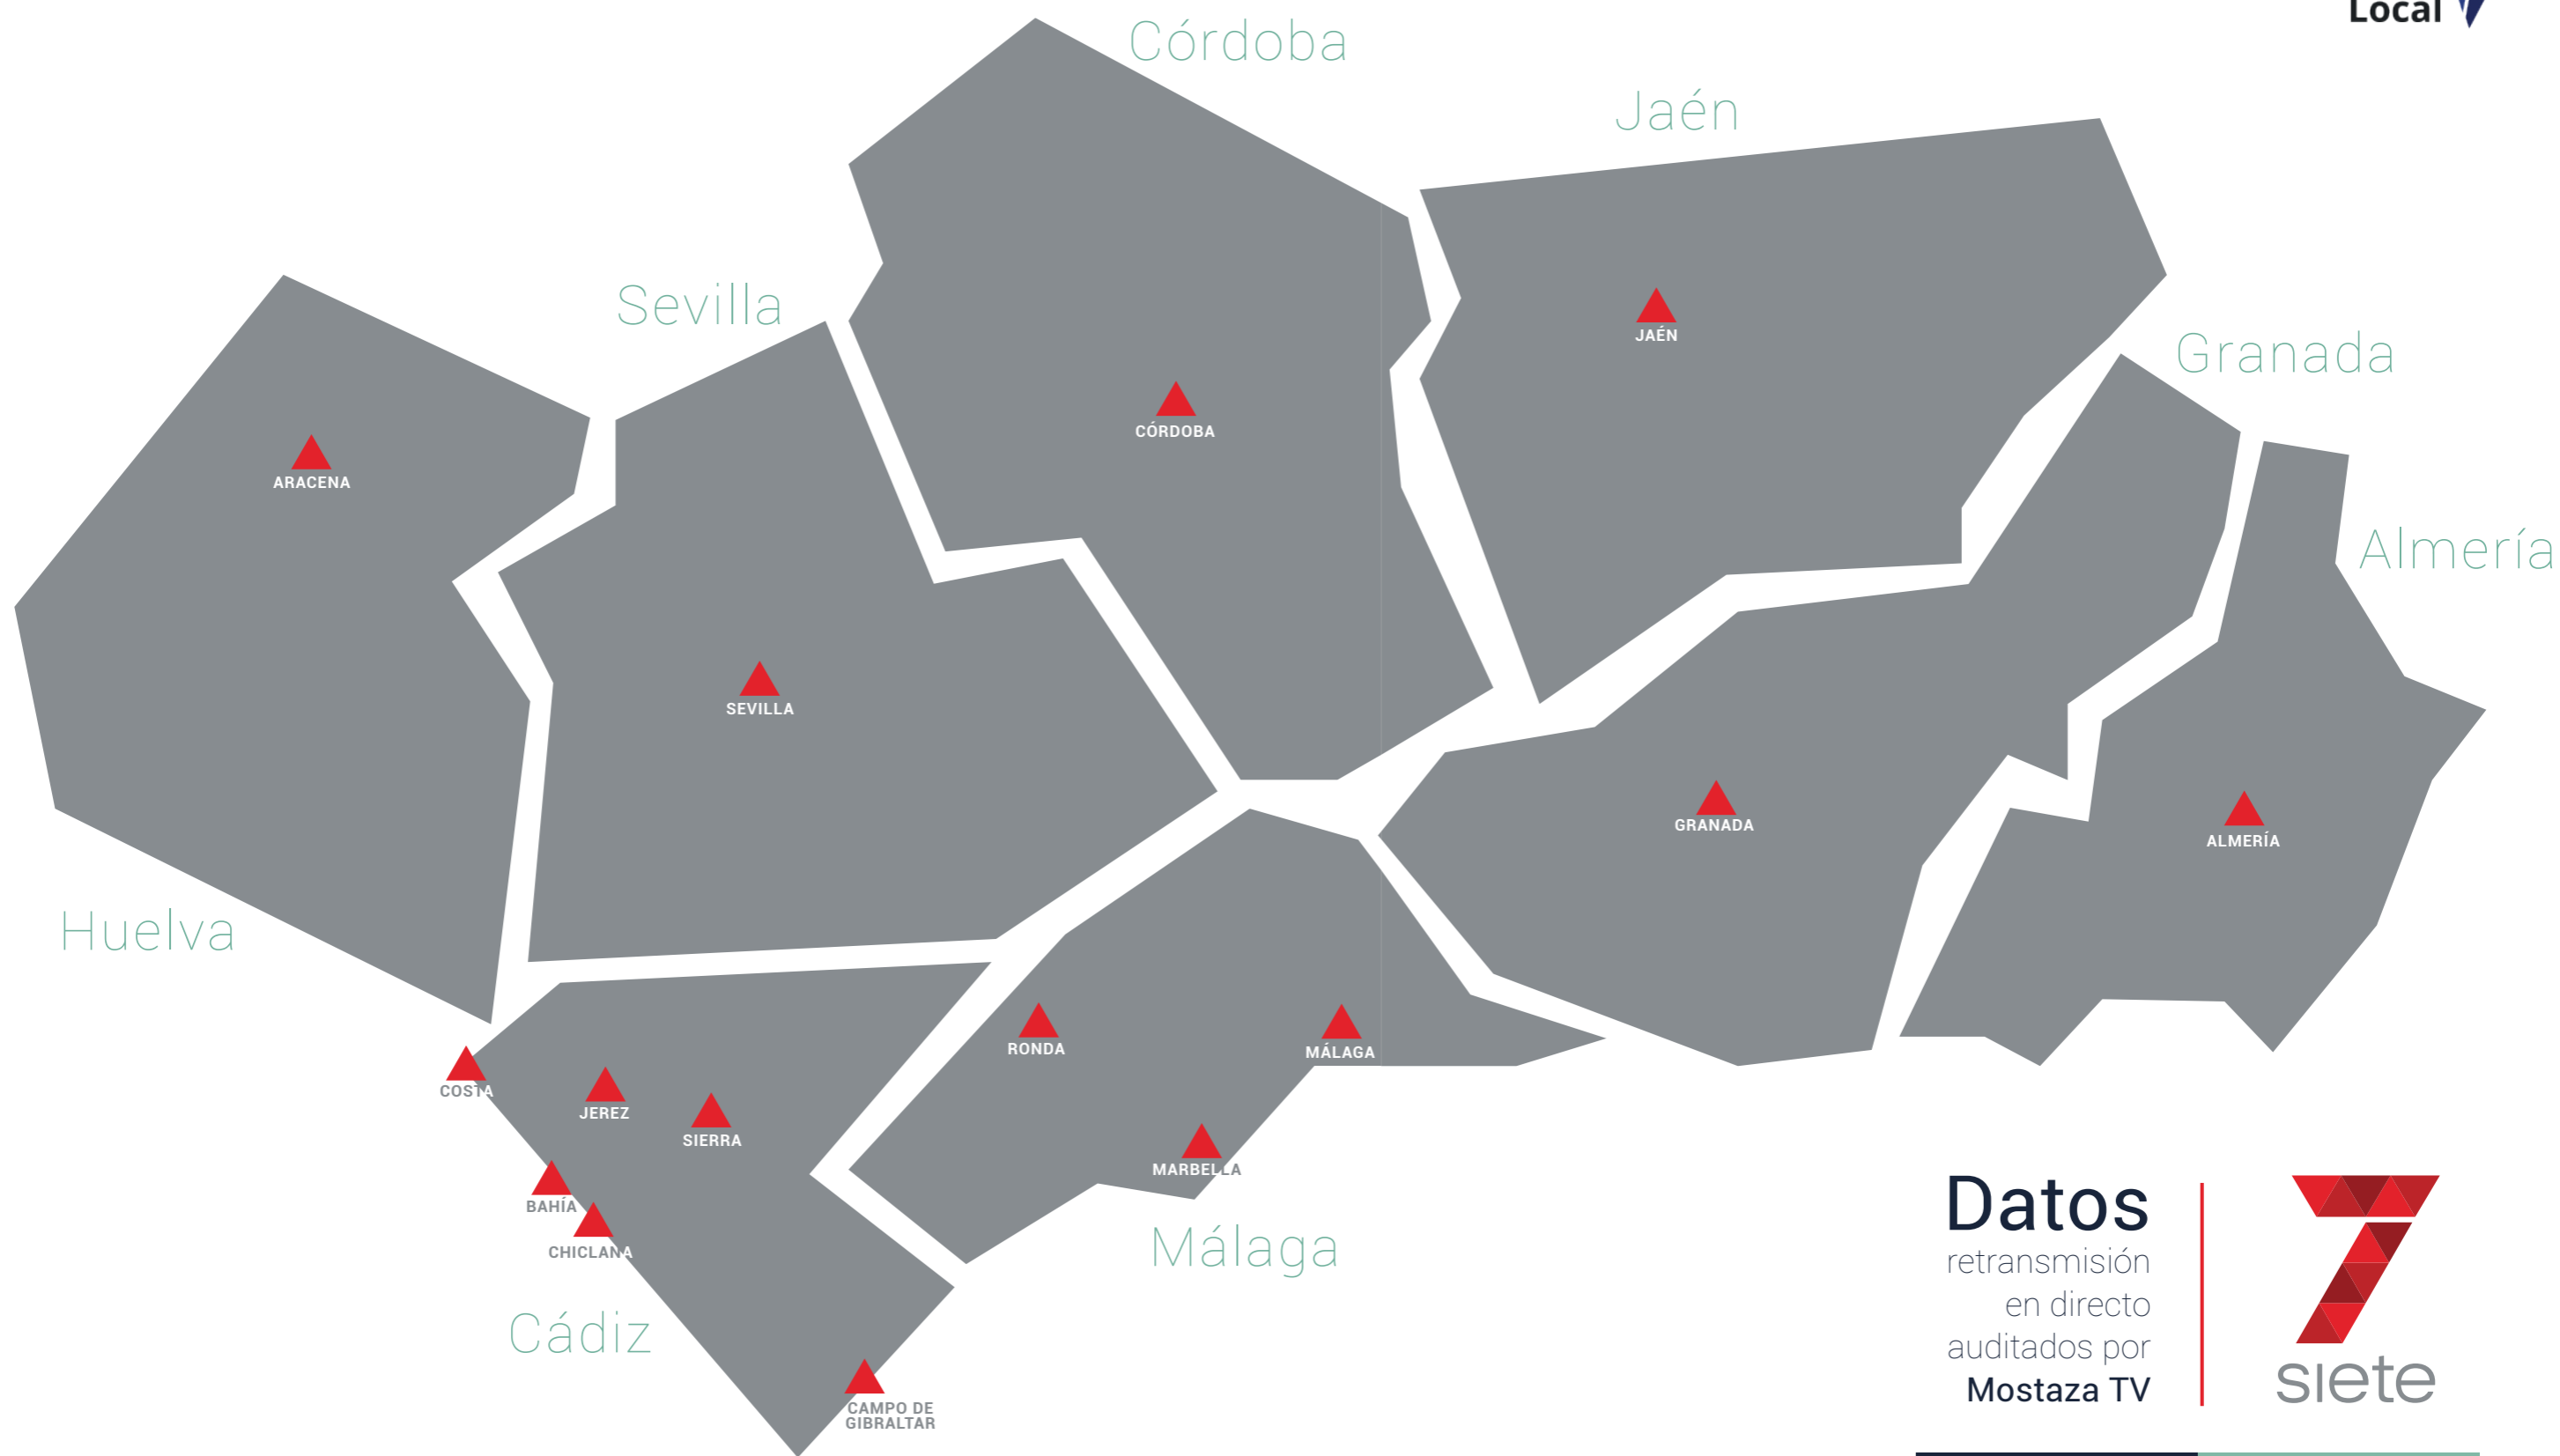 Local
Córdoba
Jaén
Sevilla
JAÉN
Granada
CÓRDOBA
ARACENA
Almería
SEVILLA
GRANADA
ALMERÍA
Huelva
RONDA
MÁLAGA
COSTA
JEREZ
SIERRA
MARBELLA
BAHÍA
CHICLANA
Málaga
Cádiz
CAMPO DE
GIBRALTAR
Datos
retransmisión
en directo
auditados por
Mostaza TV
7
siete